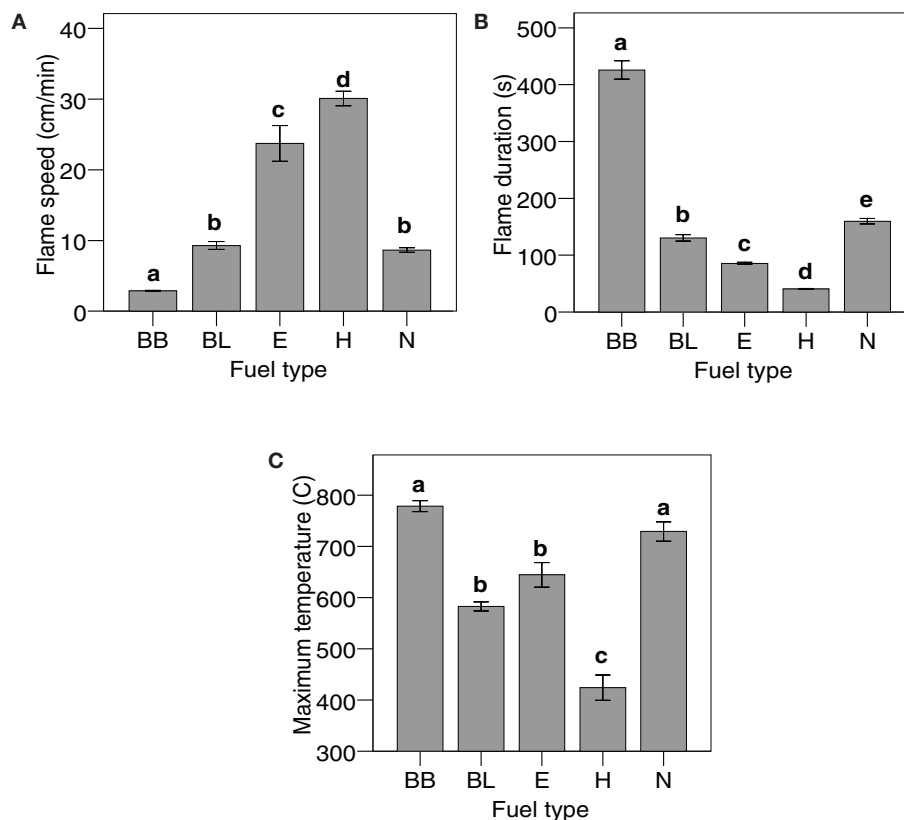 A
Flame speed (cm/min)
40
30
20
10
0
a
b
c
d
b
BB BL E H N
Fuel type
B
Flame duration (s)
500
400
300
200
100
0
a
b
c
d
e
BB BL E H N
Fuel type
C
Maximum temperature (C)
800
700
600
500
400
300
a
b
b
c
a
BB BL E H N
Fuel type